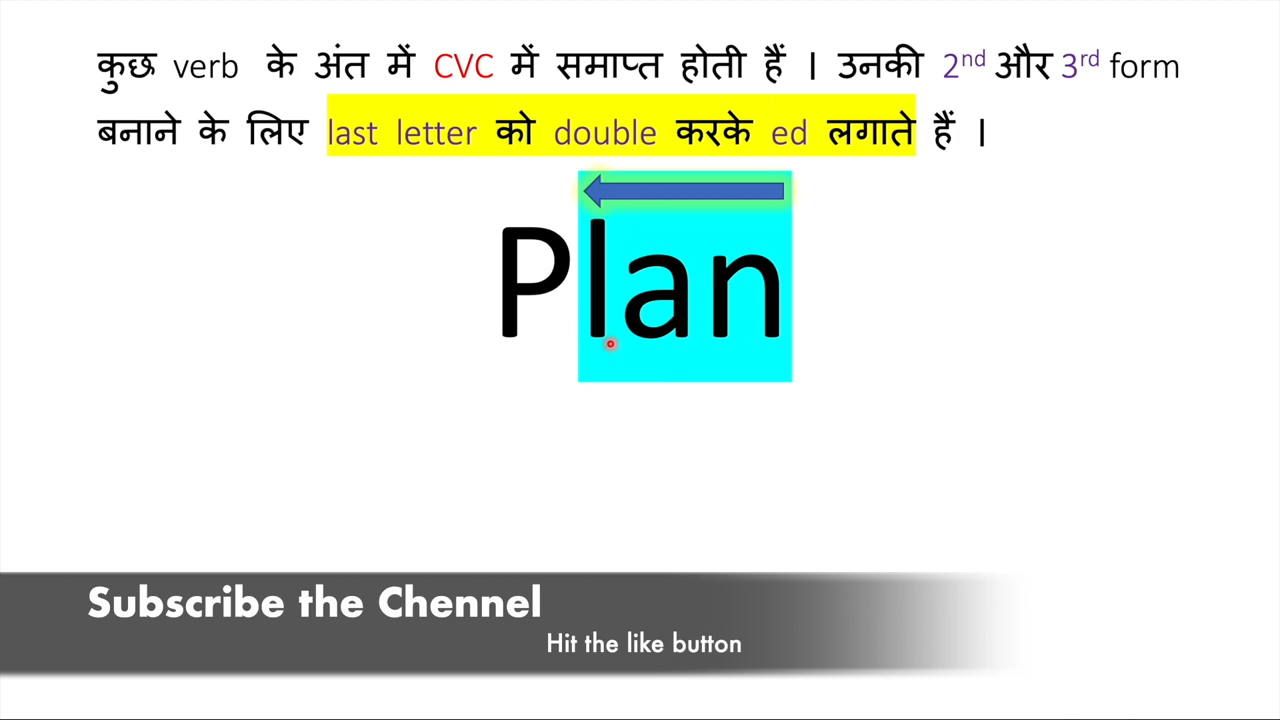 कुछ verb के अंत में CVC में समाप्त होती हैं । उनकी 2nd और 3rd form
बनाने के लिए last letter को double करके ed लगाते हैं ।
Plan
Subscribe the Chennel
Hit the like button